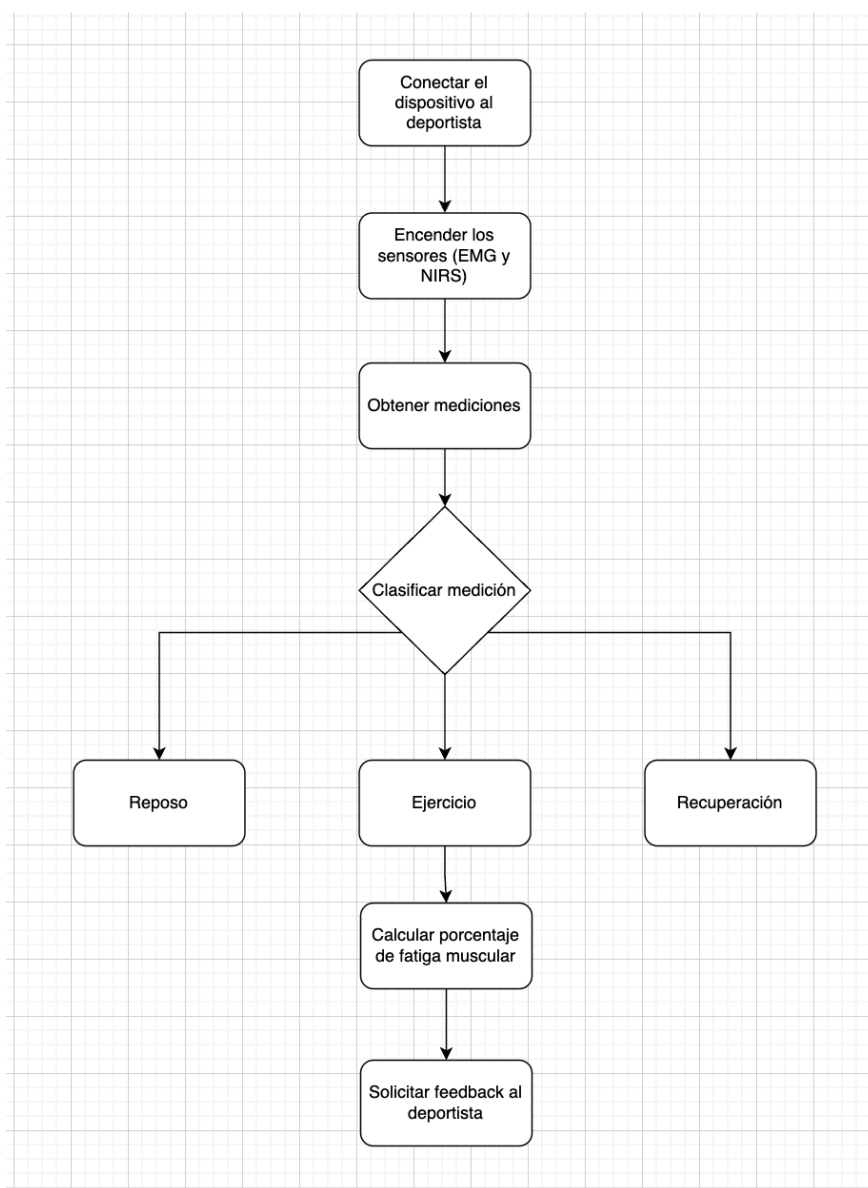 Conectar el
dispositivo al
deportista
Encender los
sensores (EMG y
NIRS)
Obtener mediciones
Clasificar medición
Reposo
Ejercicio
Recuperación
Calcular porcentaje
de fatiga muscular
Solicitar feedback al
deportista